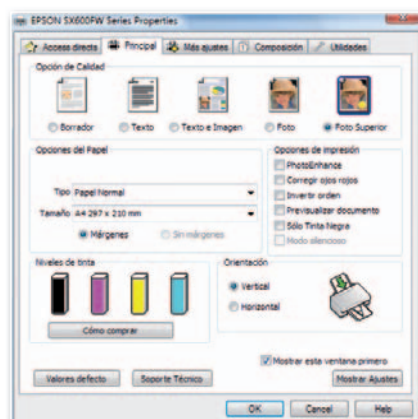 EPSON SX600FW Series Properties
Acceso directo Principal Más ajustes Composición Utilidades
Opción de Calidad
Borrador Texto Texto e Imagen Foto Foto Superior
Opciones del Papel
Tipo Papel Normal
Tamaño A4 297 x 210 mm
Márgenes Sin márgenes
Opciones de impresión
PhotoEnhance
Corregir ojos rojos
Invertir orden
Previsualizar documento
Sólo Tinta Negra
Modo silencioso
Niveles de tinta
Cómo comprar
Orientación
Vertical
Horizontal
Mostrar esta ventana primero
Valores defecto Soporte Técnico Mostrar Ajustes
OK Cancel Help